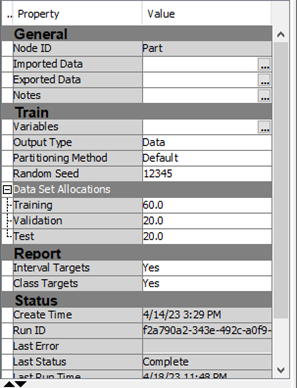 .. Property Value
General
Node ID Part
Imported Data ...
Exported Data ...
Notes ...
Train
Variables ...
Output Type Data
Partitioning Method Default
Random Seed 12345
Data Set Allocations
Training 60.0
Validation 20.0
Test 20.0
Report
Interval Targets Yes
Class Targets Yes
Status
Create Time 4/14/23 3:29 PM
Run ID f2a790a2-343e-492c-a0f9-
Last Error
Last Status Complete
Last Run Time 4/18/23 11:48 PM